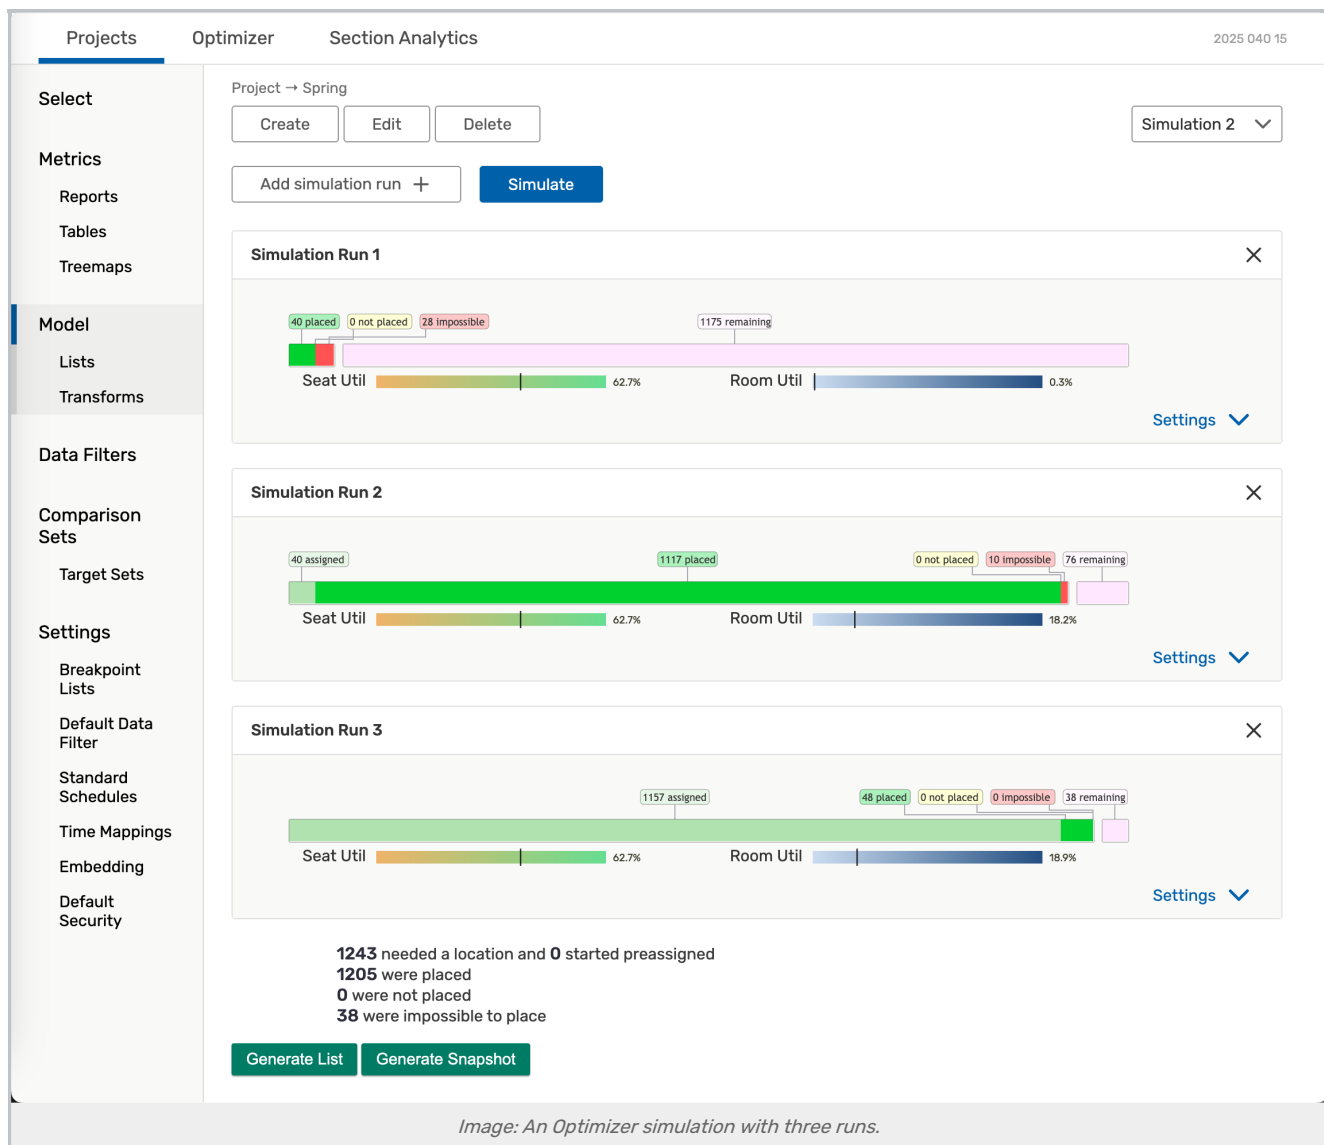 Projects
Optimizer
Section Analytics
2025 040 15
Select
Metrics
Reports
Tables
Treemaps
Model
Lists
Transforms
Data Filters
Comparison
Sets
Target Sets
Settings
Breakpoint
Lists
Default Data
Filter
Standard
Schedules
Time Mappings
Embedding
Default
Security
Project → Spring
Create
Edit
Delete
Simulation 2
Add simulation run +
Simulate
Simulation Run 1
40 placed
0 not placed
28 impossible
1175 remaining
Seat Util
62.7%
Room Util
0.3%
Settings
Simulation Run 2
40 assigned
1117 placed
0 not placed
10 impossible
76 remaining
Seat Util
62.7%
Room Util
18.2%
Settings
Simulation Run 3
1157 assigned
48 placed
0 not placed
0 impossible
38 remaining
Seat Util
62.7%
Room Util
18.9%
Settings
1243 needed a location and 0 started preassigned
1205 were placed
0 were not placed
38 were impossible to place
Generate List
Generate Snapshot
Image: An Optimizer simulation with three runs.